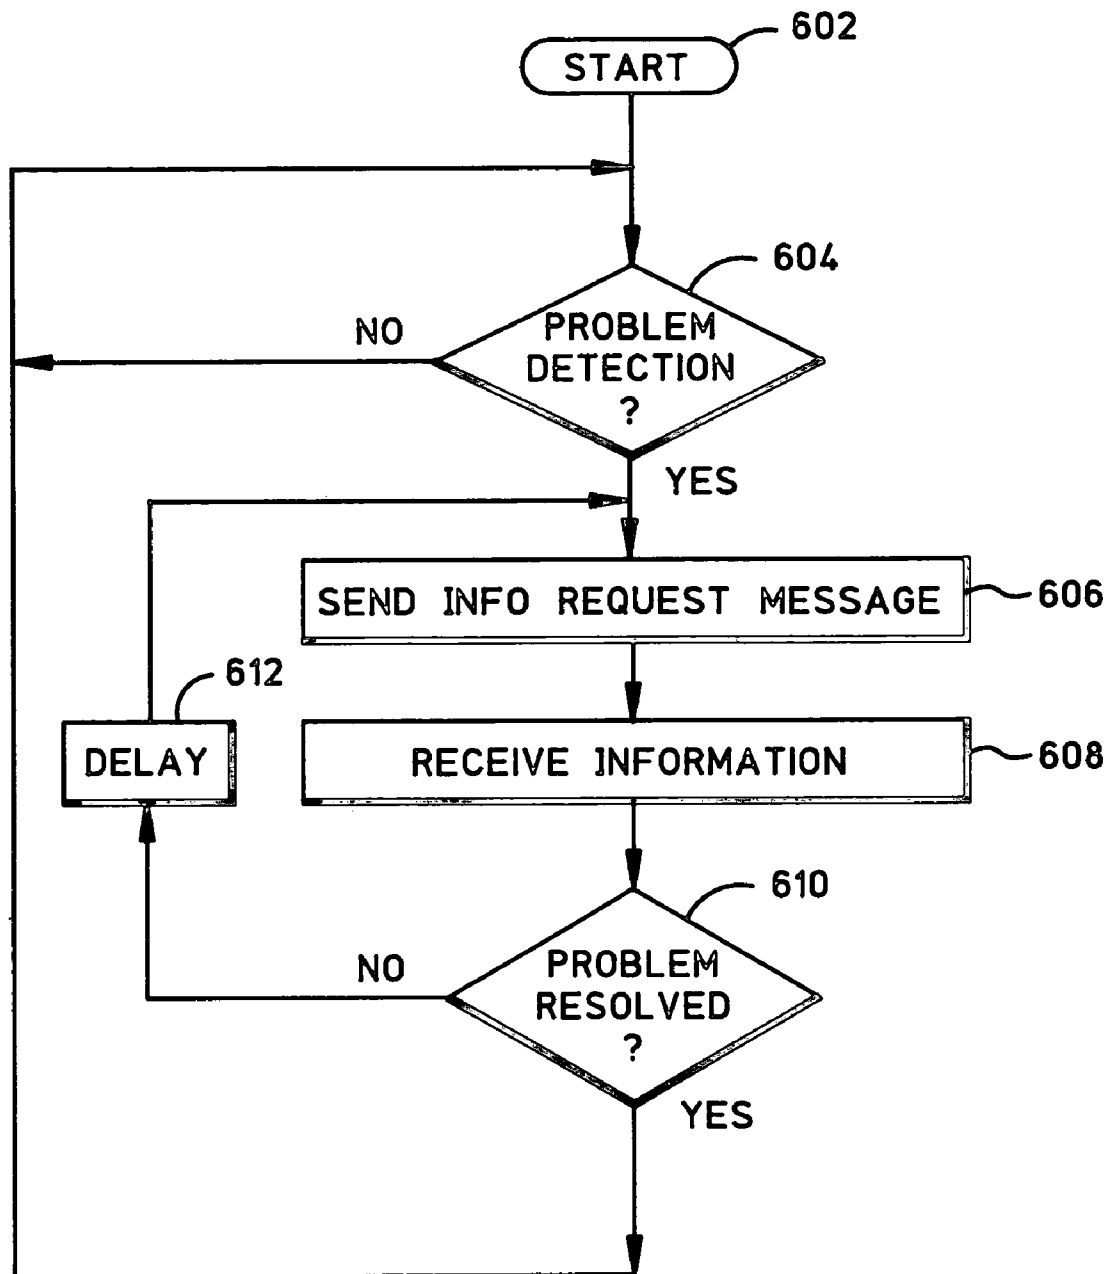 602
START
604
NO
PROBLEM
DETECTION
?
YES
SEND INFO REQUEST MESSAGE
606
612
DELAY
RECEIVE INFORMATION
608
610
NO
PROBLEM
RESOLVED
?
YES